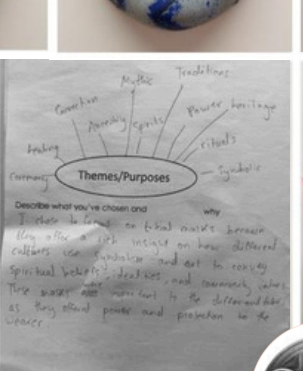 Mythic
Traditions
Power
heritage
Ancestry
Spirits
rituals
Healing
Symbolic
Ceremony
Themes/Purposes
Describe what you've chosen and why
I chose to focus on tribal masks because
they offer a rich insight on how different
cultures use symbolism and art to convey
spiritual beliefs, identities, and community values.
These masks are important to the different tribes
as they offered power and protection to the
wearer